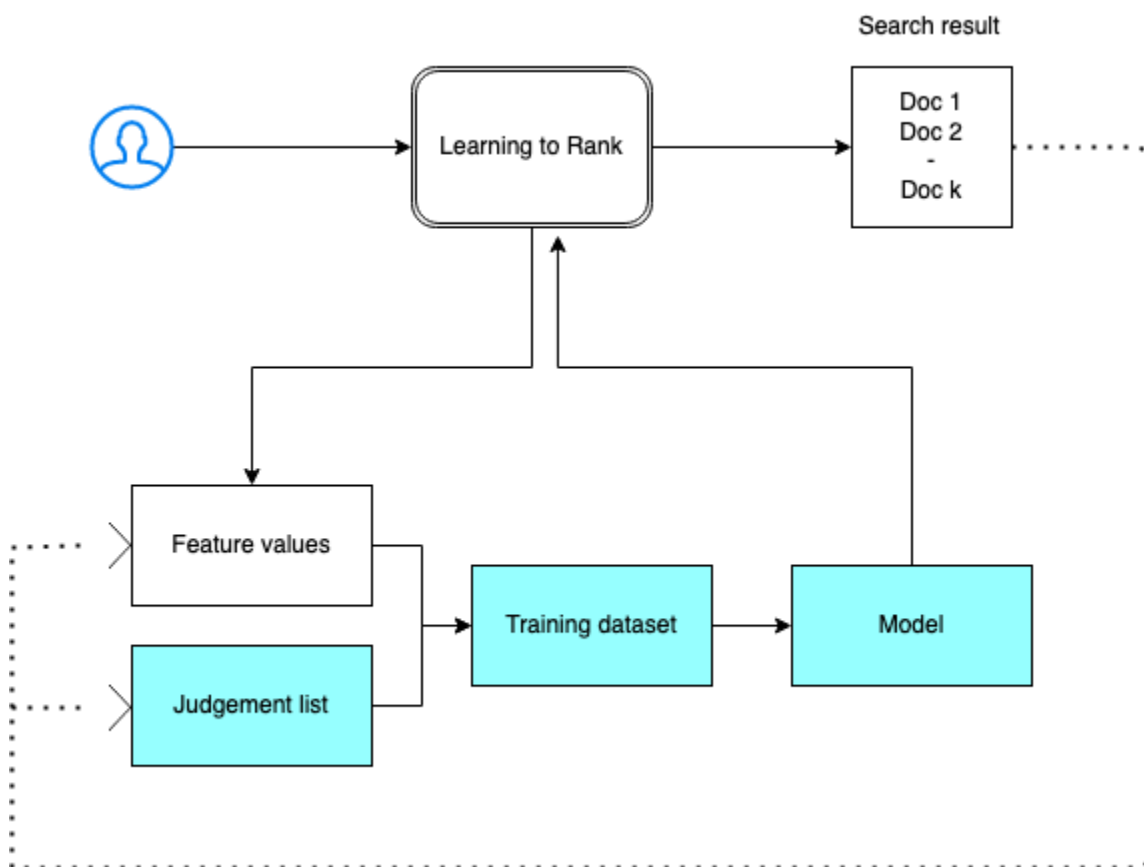 Search result
Learning to Rank
Doc 1
Doc 2
-
Doc k
Feature values
Training dataset
Model
Judgement list